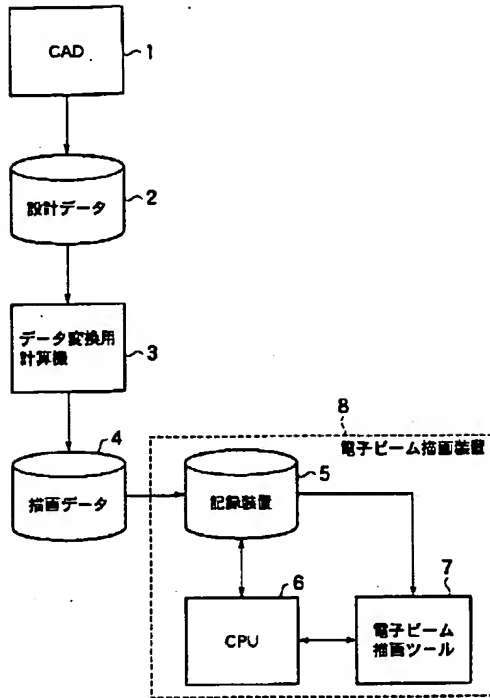 CAD
1
設計データ
2
データ変換用
計算機
3
4
描画データ
8
電子ビーム描画装置
5
記録装置
6
CPU
7
電子ビーム
描画ツール